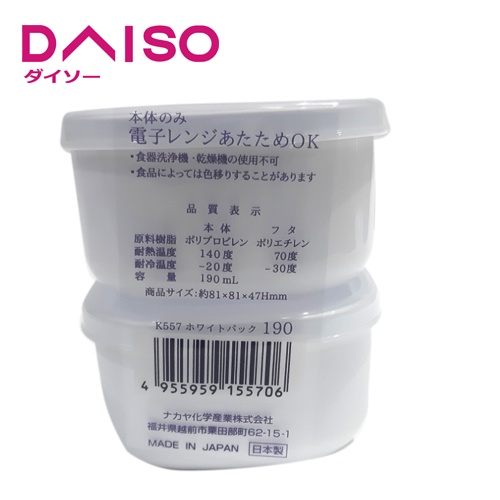 DAISO
ダイソー
本体のみ
電子レンジあたためOK
・食器洗浄機・乾燥機の使用不可
・食品によっては色移りすることがあります
品質表示
本体 フタ
原料樹脂 ポリプロピレン ポリエチレン
耐熱温度 140度 70度
耐冷温度 -20度 -30度
容量 190mL
商品サイズ:約81×81×47Hmm
K557 ホワイトパック 190
4 955959 155706
ナカヤ化学産業株式会社
福井県越前市粟田部町62-15-1
MADE IN JAPAN 日本製